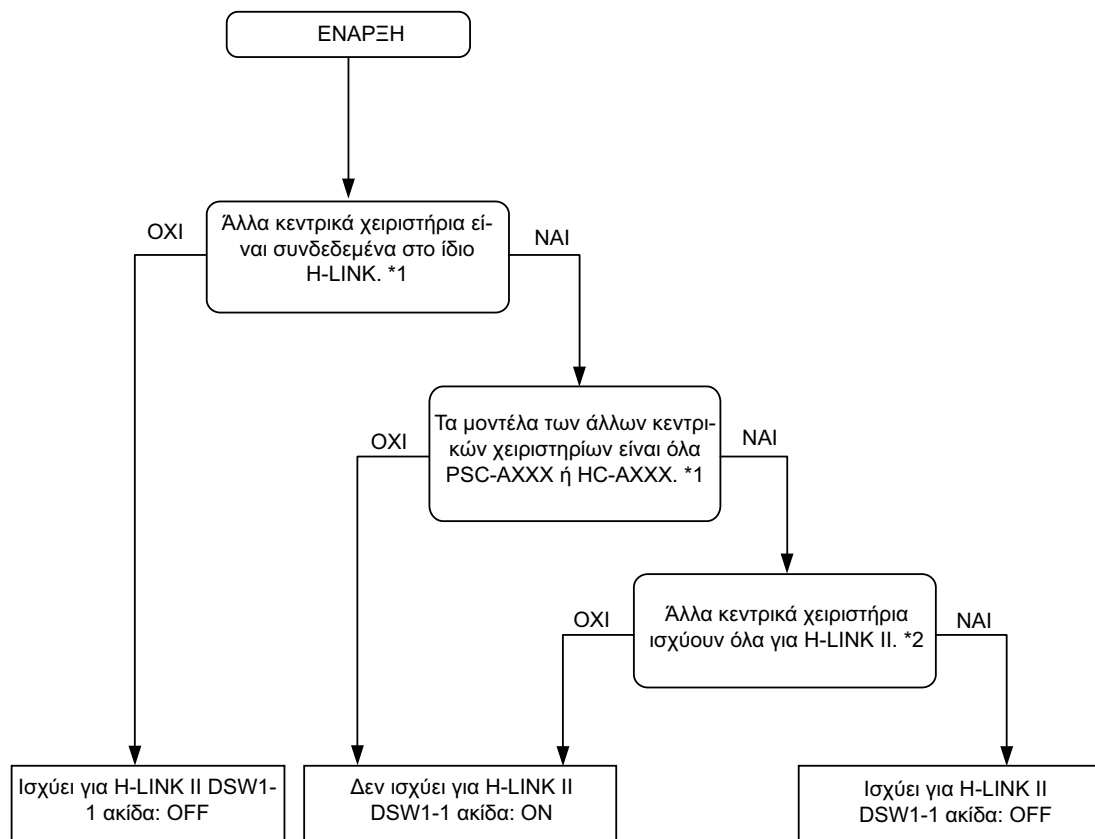 ΕΝΑΡΞΗ
Άλλα κεντρικά χειριστήρια εί-
ναι συνδεδεμένα στο ίδιο
H-LINK. *1
ΟΧΙ
ΝΑΙ
Τα μοντέλα των άλλων κεντρι-
κών χειριστηρίων είναι όλα
PSC-AXXX ή HC-AXXX. *1
ΟΧΙ
ΝΑΙ
Άλλα κεντρικά χειριστήρια
ισχύουν όλα για H-LINK II. *2
ΟΧΙ
ΝΑΙ
Ισχύει για H-LINK II DSW1-
1 ακίδα: OFF
Δεν ισχύει για H-LINK II
DSW1-1 ακίδα: ON
Ισχύει για H-LINK II
DSW1-1 ακίδα: OFF